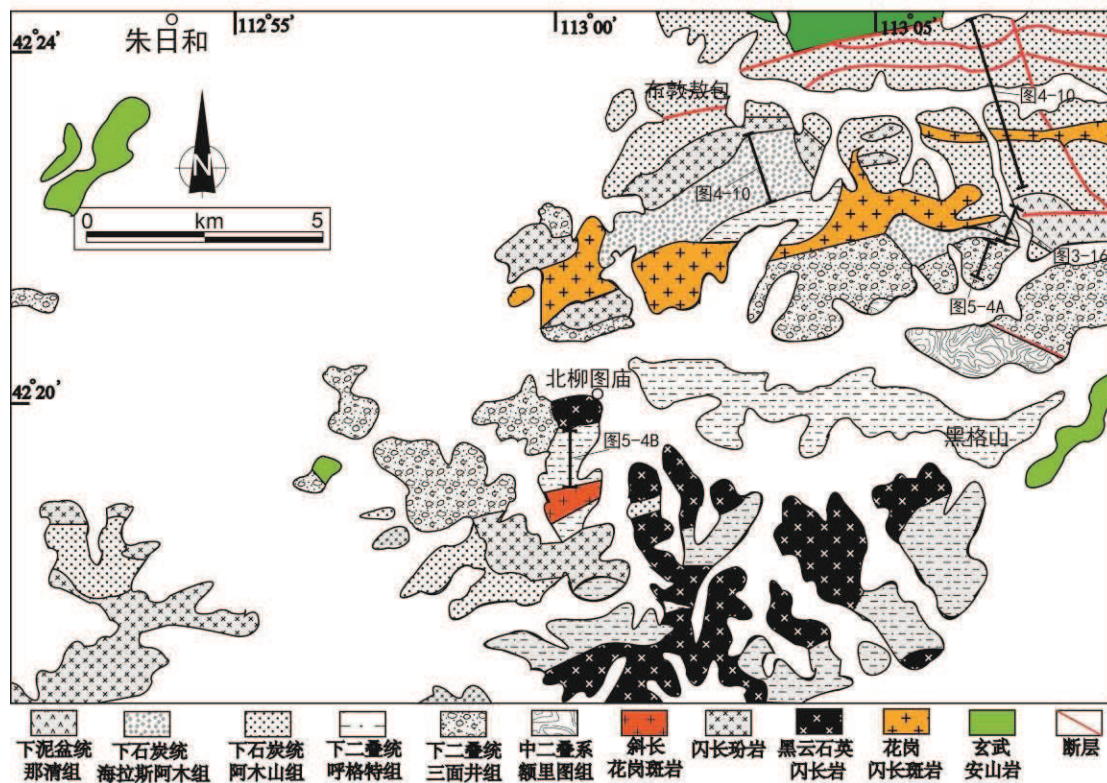 朱日和
112°55'
113°00'
113°05'
42°24'
布敦敖包
图4-10
N
0 km 5
图4-10
图3-16
图5-4A
42°20'
北柳图庙
图5-4B
黑格山
下泥盆统
那清组
下石炭统
海拉斯阿木组
下石炭统
阿木山组
下二叠统
呼格特组
下二叠统
三面井组
中二叠系
额里图组
斜长
花岗斑岩
闪长玢岩
黑云石英
闪长岩
花岗
闪长斑岩
玄武
安山岩
断层